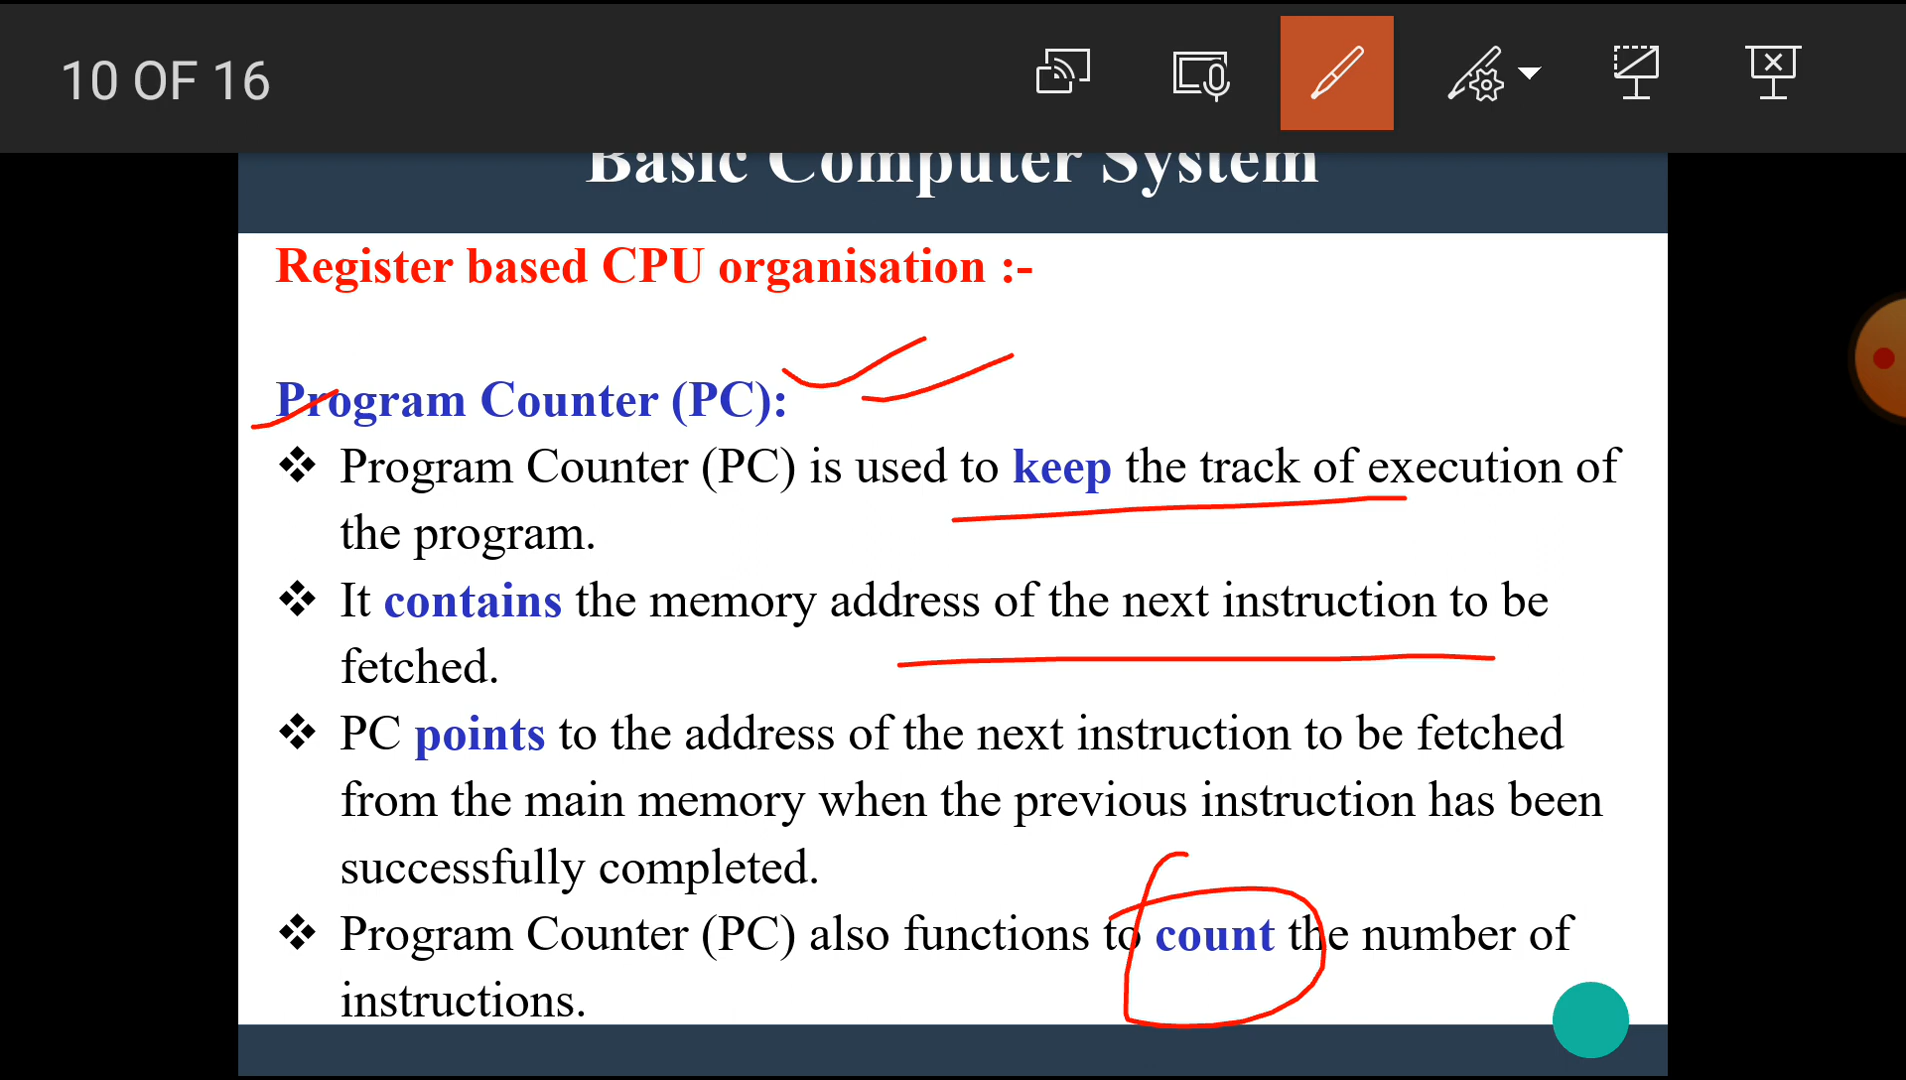 10 OF 16
Basic Computer System
Register based CPU organisation :-
Program Counter (PC):
❖ Program Counter (PC) is used to keep the track of execution of
the program.
❖ It contains the memory address of the next instruction to be
fetched.
❖ PC points to the address of the next instruction to be fetched
from the main memory when the previous instruction has been
successfully completed.
❖ Program Counter (PC) also functions to count the number of
instructions.